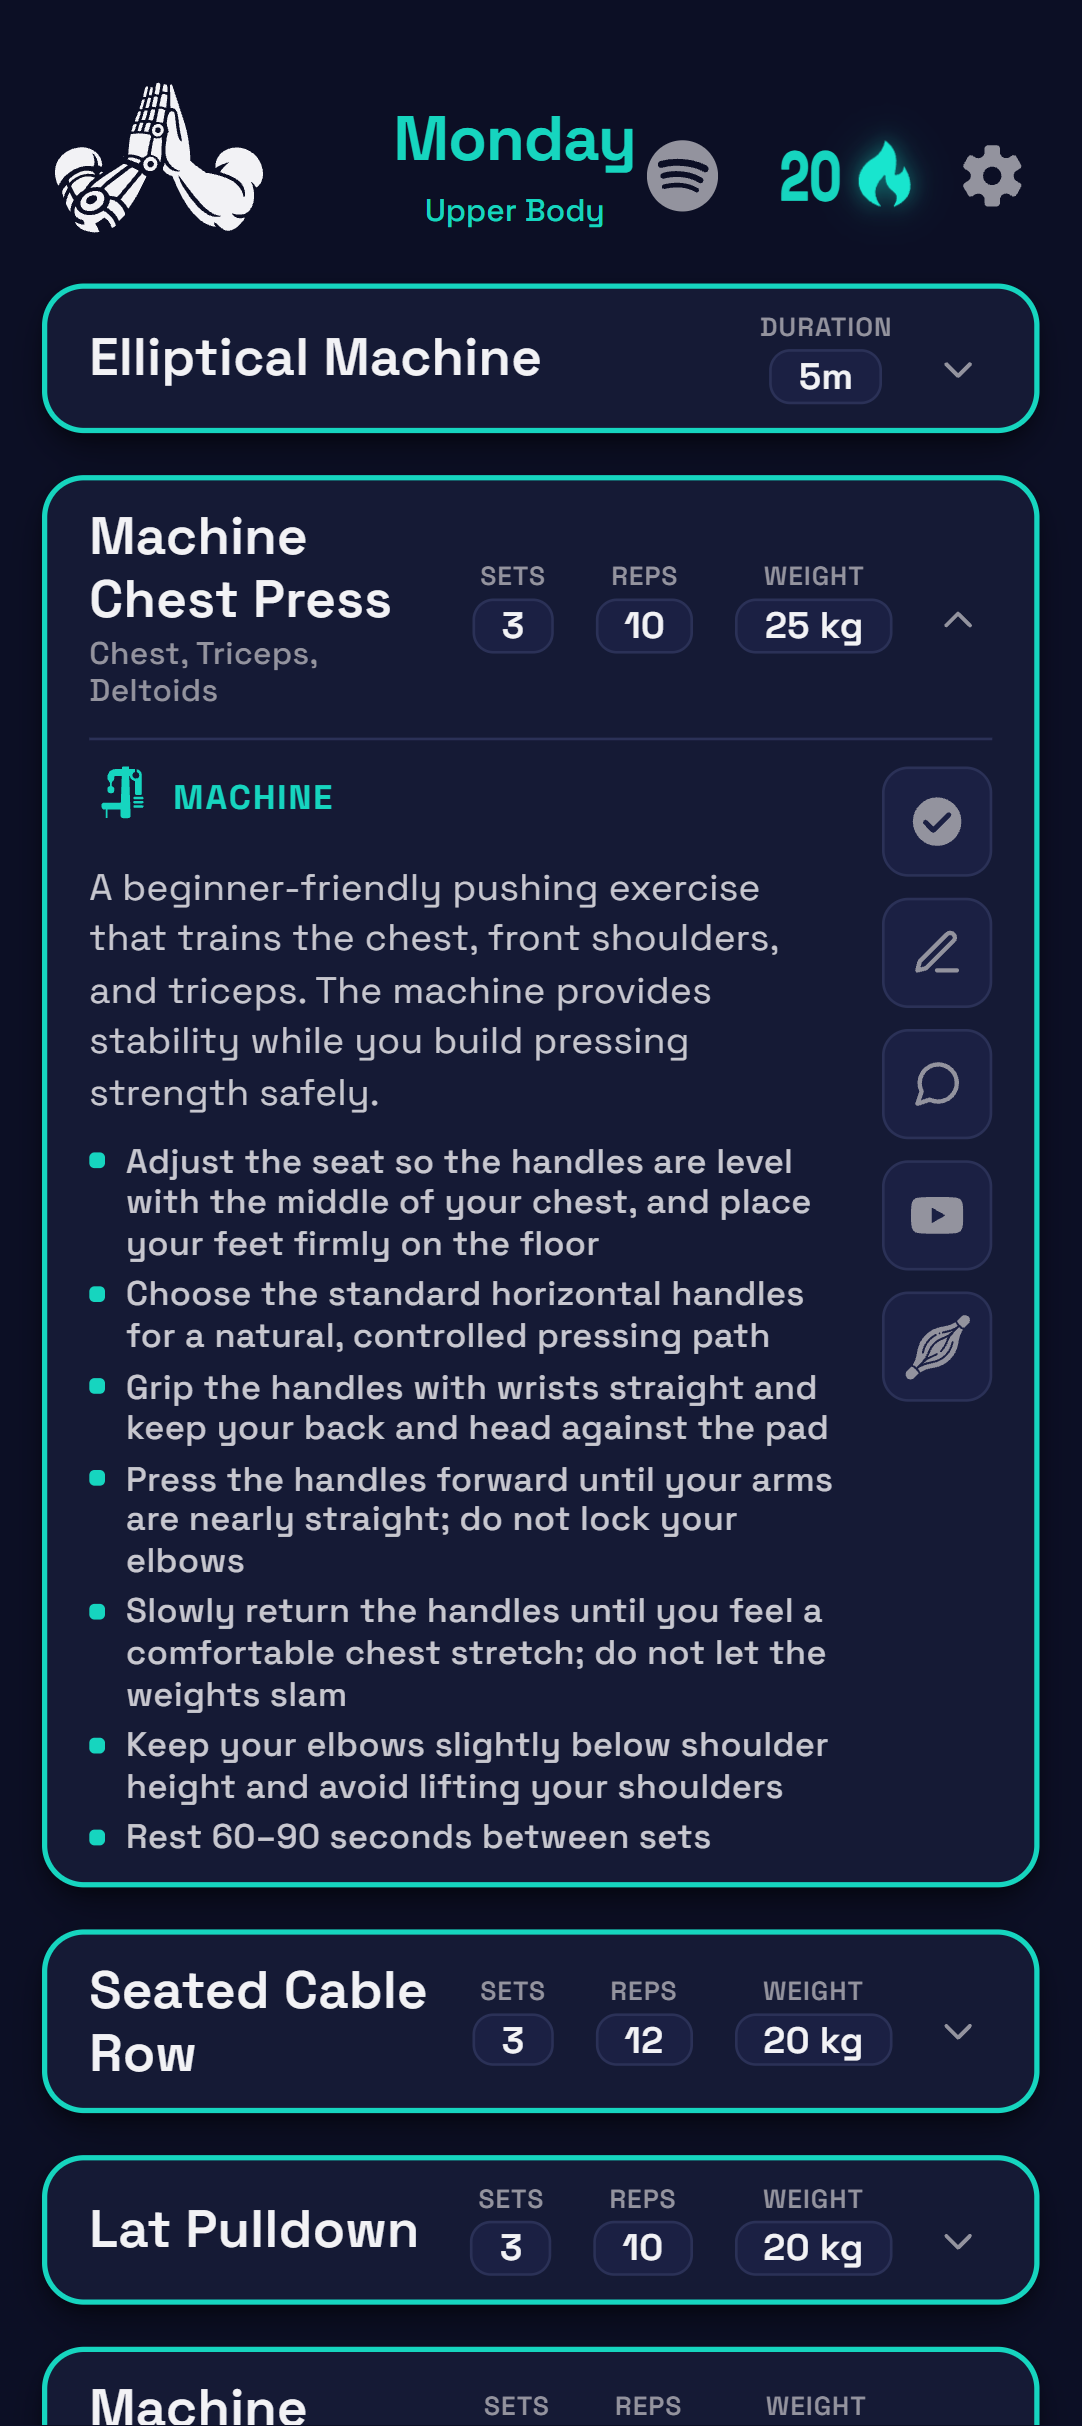 Monday
Upper Body
20
Elliptical Machine
DURATION
5m
Machine
Chest Press
Chest, Triceps,
Deltoids
SETS
3
REPS
10
WEIGHT
25 kg
MACHINE
A beginner-friendly pushing exercise
that trains the chest, front shoulders,
and triceps. The machine provides
stability while you build pressing
strength safely.
Adjust the seat so the handles are level
with the middle of your chest, and place
your feet firmly on the floor
Choose the standard horizontal handles
for a natural, controlled pressing path
Grip the handles with wrists straight and
keep your back and head against the pad
Press the handles forward until your arms
are nearly straight; do not lock your
elbows
Slowly return the handles until you feel a
comfortable chest stretch; do not let the
weights slam
Keep your elbows slightly below shoulder
height and avoid lifting your shoulders
Rest 60–90 seconds between sets
Seated Cable
Row
SETS
3
REPS
12
WEIGHT
20 kg
Lat Pulldown
SETS
3
REPS
10
WEIGHT
20 kg
Machine
SETS
REPS
WEIGHT